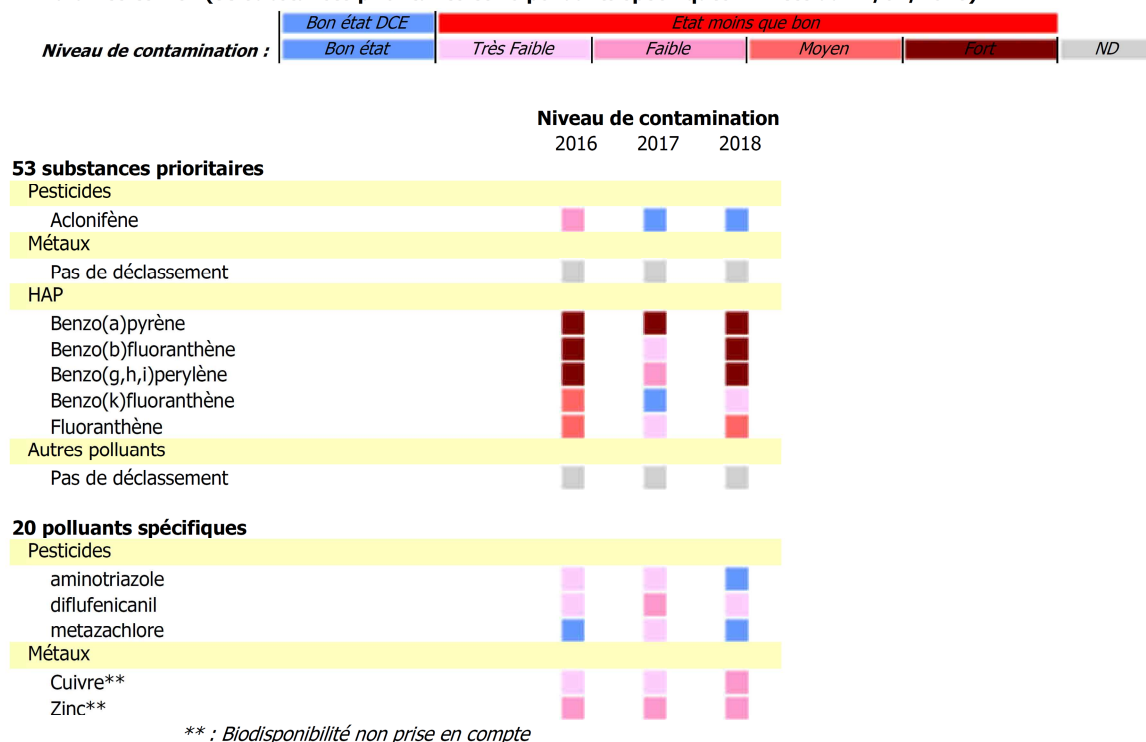 Bon état DCE Etat moins que bon
Niveau de contamination : Bon état Très Faible Faible Moyen Fort ND
Niveau de contamination
2016 2017 2018
53 substances prioritaires
Pesticides
Aclonifène
Métaux
Pas de déclassement
HAP
Benzo(a)pyrène
Benzo(b)fluoranthène
Benzo(g,h,i)perylène
Benzo(k)fluoranthène
Fluoranthène
Autres polluants
Pas de déclassement
20 polluants spécifiques
Pesticides
aminotriazole
diflufenicanil
metazachlore
Métaux
Cuivre**
Zinc**
** : Biodisponibilité non prise en compte